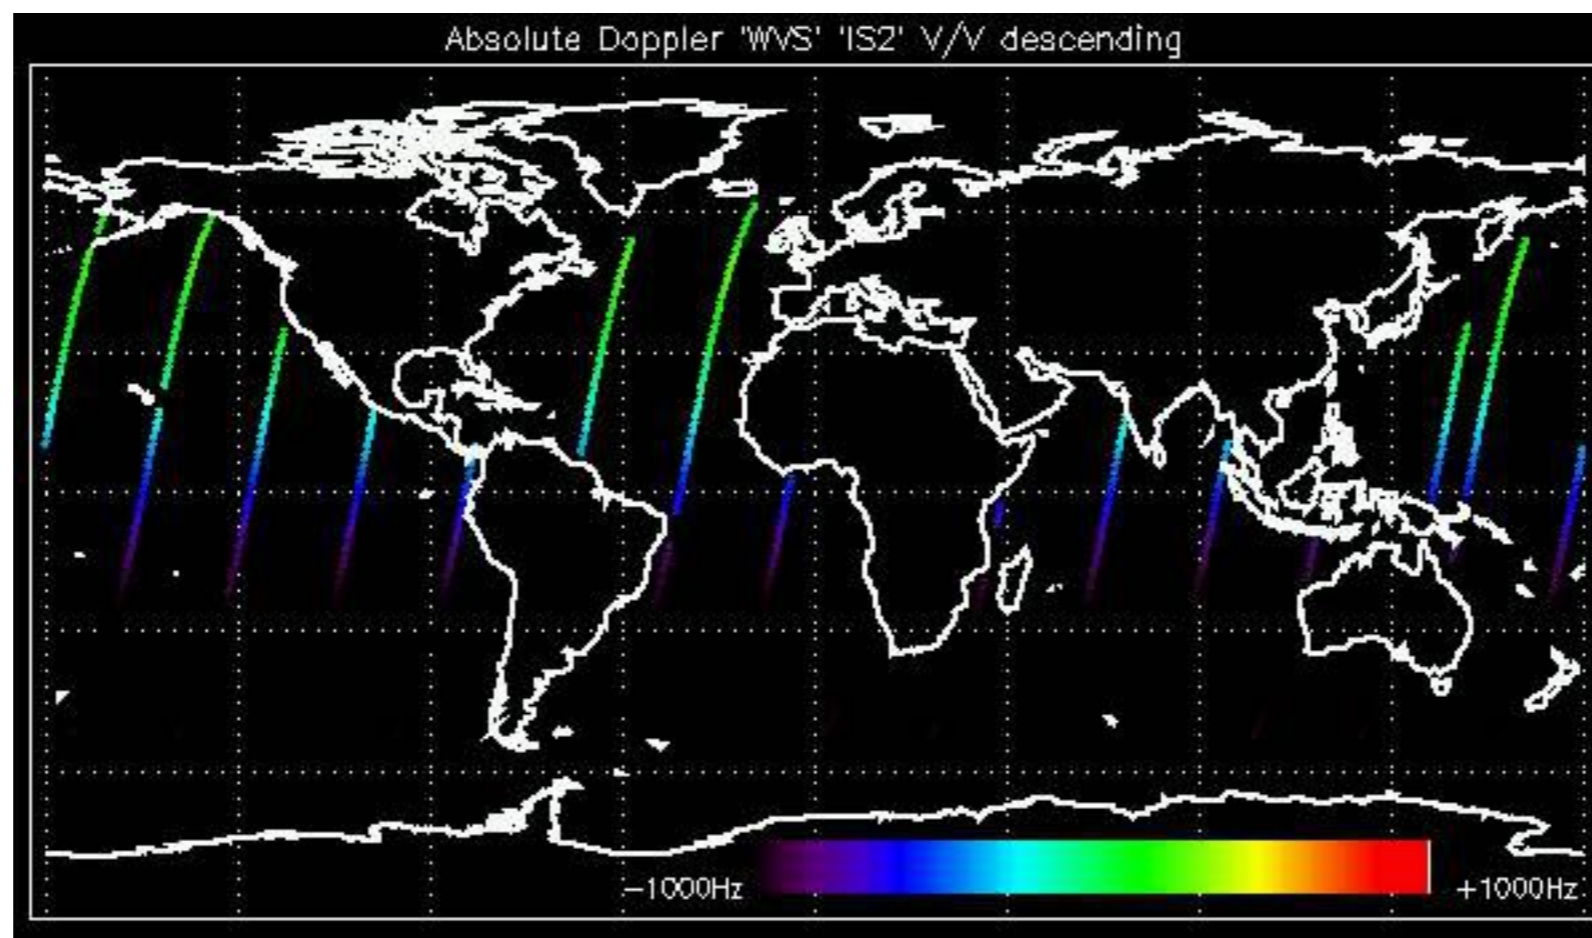 Absolute Doppler 'WVS' 'IS2' V/V descending
−1000Hz +1000Hz